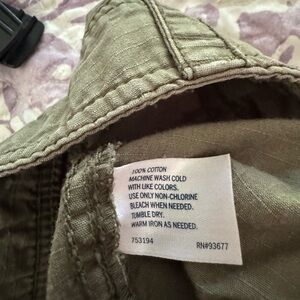 100% COTTON
MACHINE WASH COLD
WITH LIKE COLORS.
USE ONLY NON-CHLORINE
BLEACH WHEN NEEDED.
TUMBLE DRY.
WARM IRON AS NEEDED.
753194 RN#93677